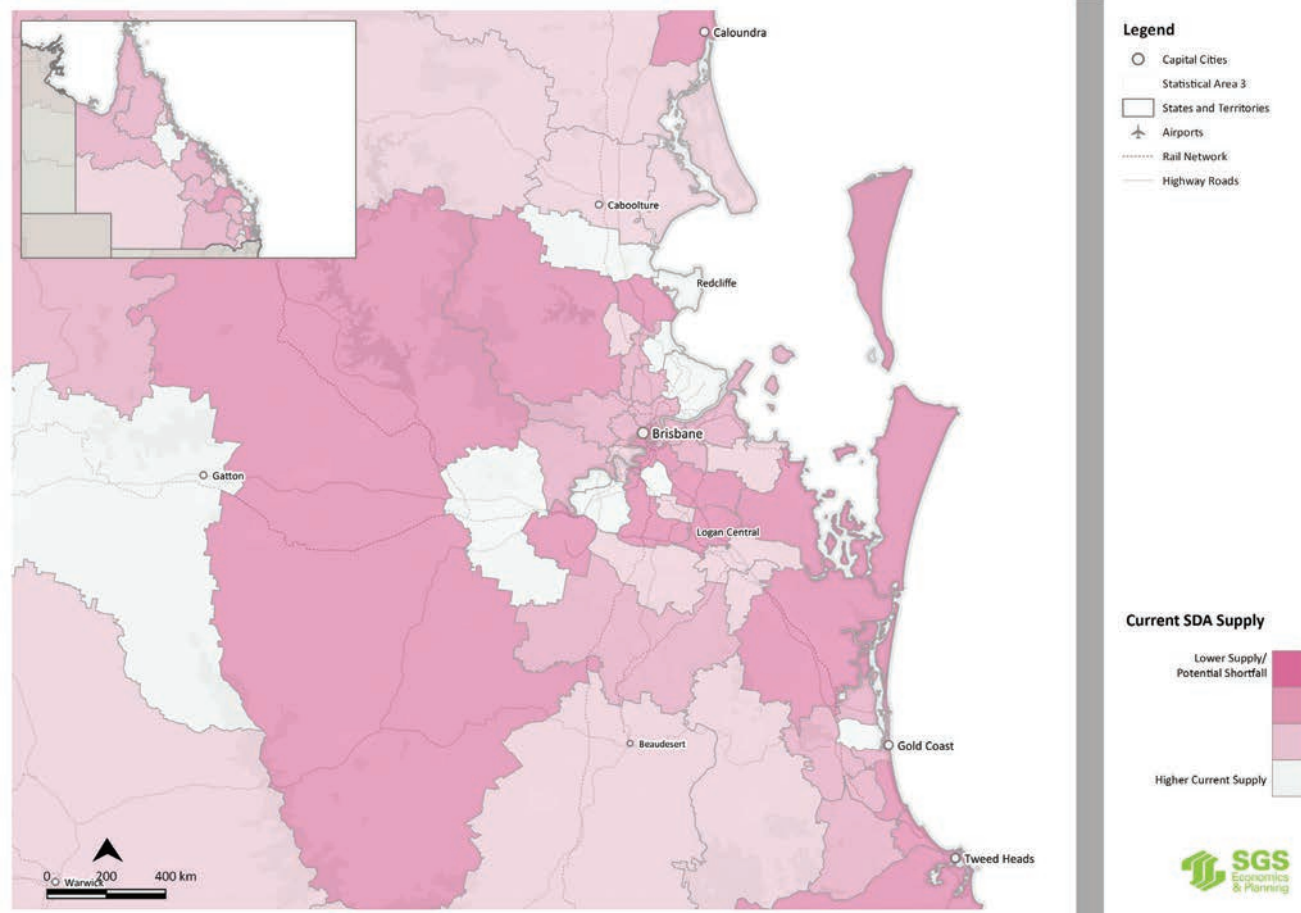 Caloundra
Caboolture
Redcliffe
Brisbane
Gatton
Logan Central
Beaudesert
Gold Coast
Tweed Heads
Warwick
0 200 400 km
Legend
Capital Cities
Statistical Area 3
States and Territories
Airports
Rail Network
Highway Roads
Current SDA Supply
Lower Supply/
Potential Shortfall
Higher Current Supply
SGS
Economics
& Planning